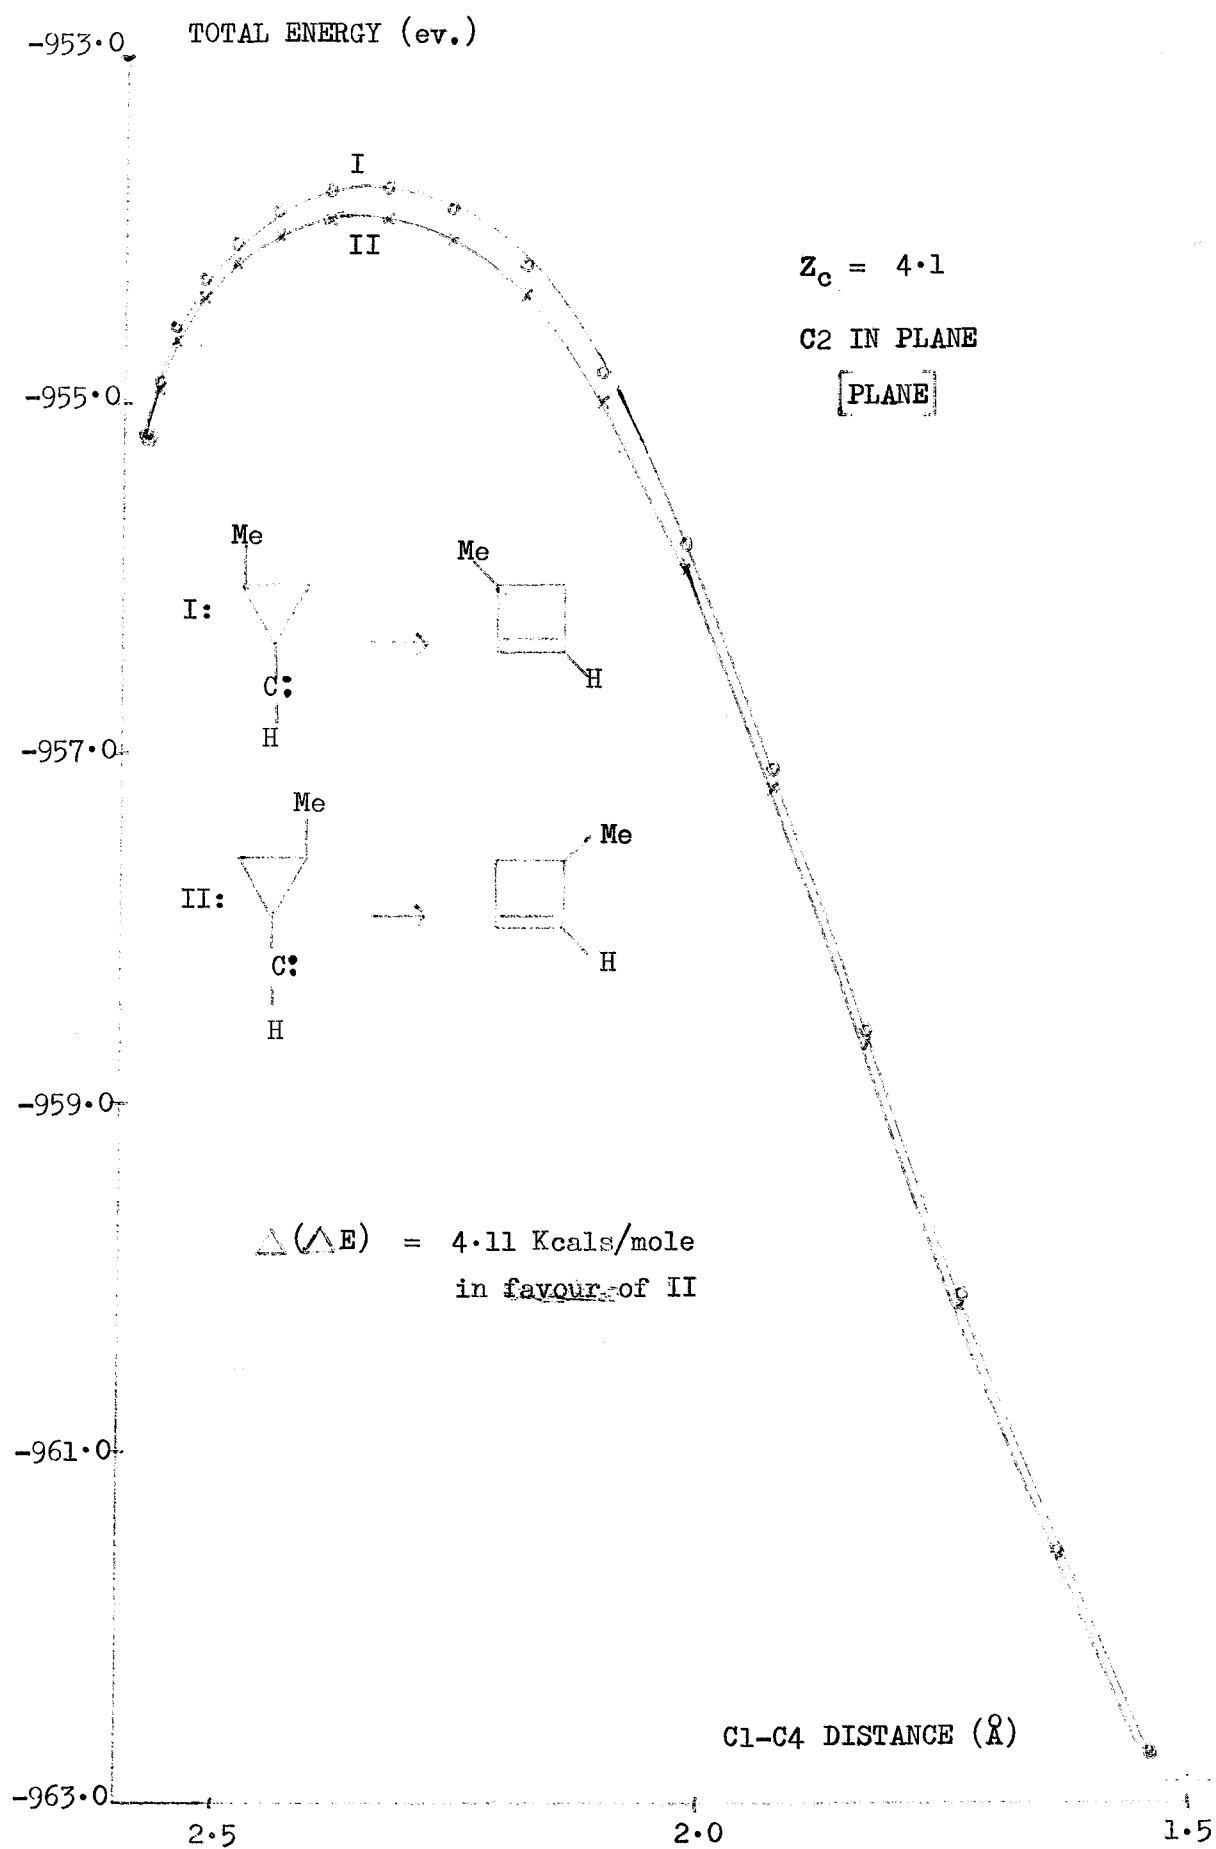 TOTAL ENERGY (ev.)
-953·0
I
II
Zc = 4·1
C2 IN PLANE
[PLANE]
-955·0
Me
Me
I:
C:
H
H
-957·0
Me
Me
II:
C:
H
H
-959·0
△(△E) = 4·11 Kcals/mole
in favour of II
-961·0
C1-C4 DISTANCE (Å)
-963·0
2·5
2·0
1·5